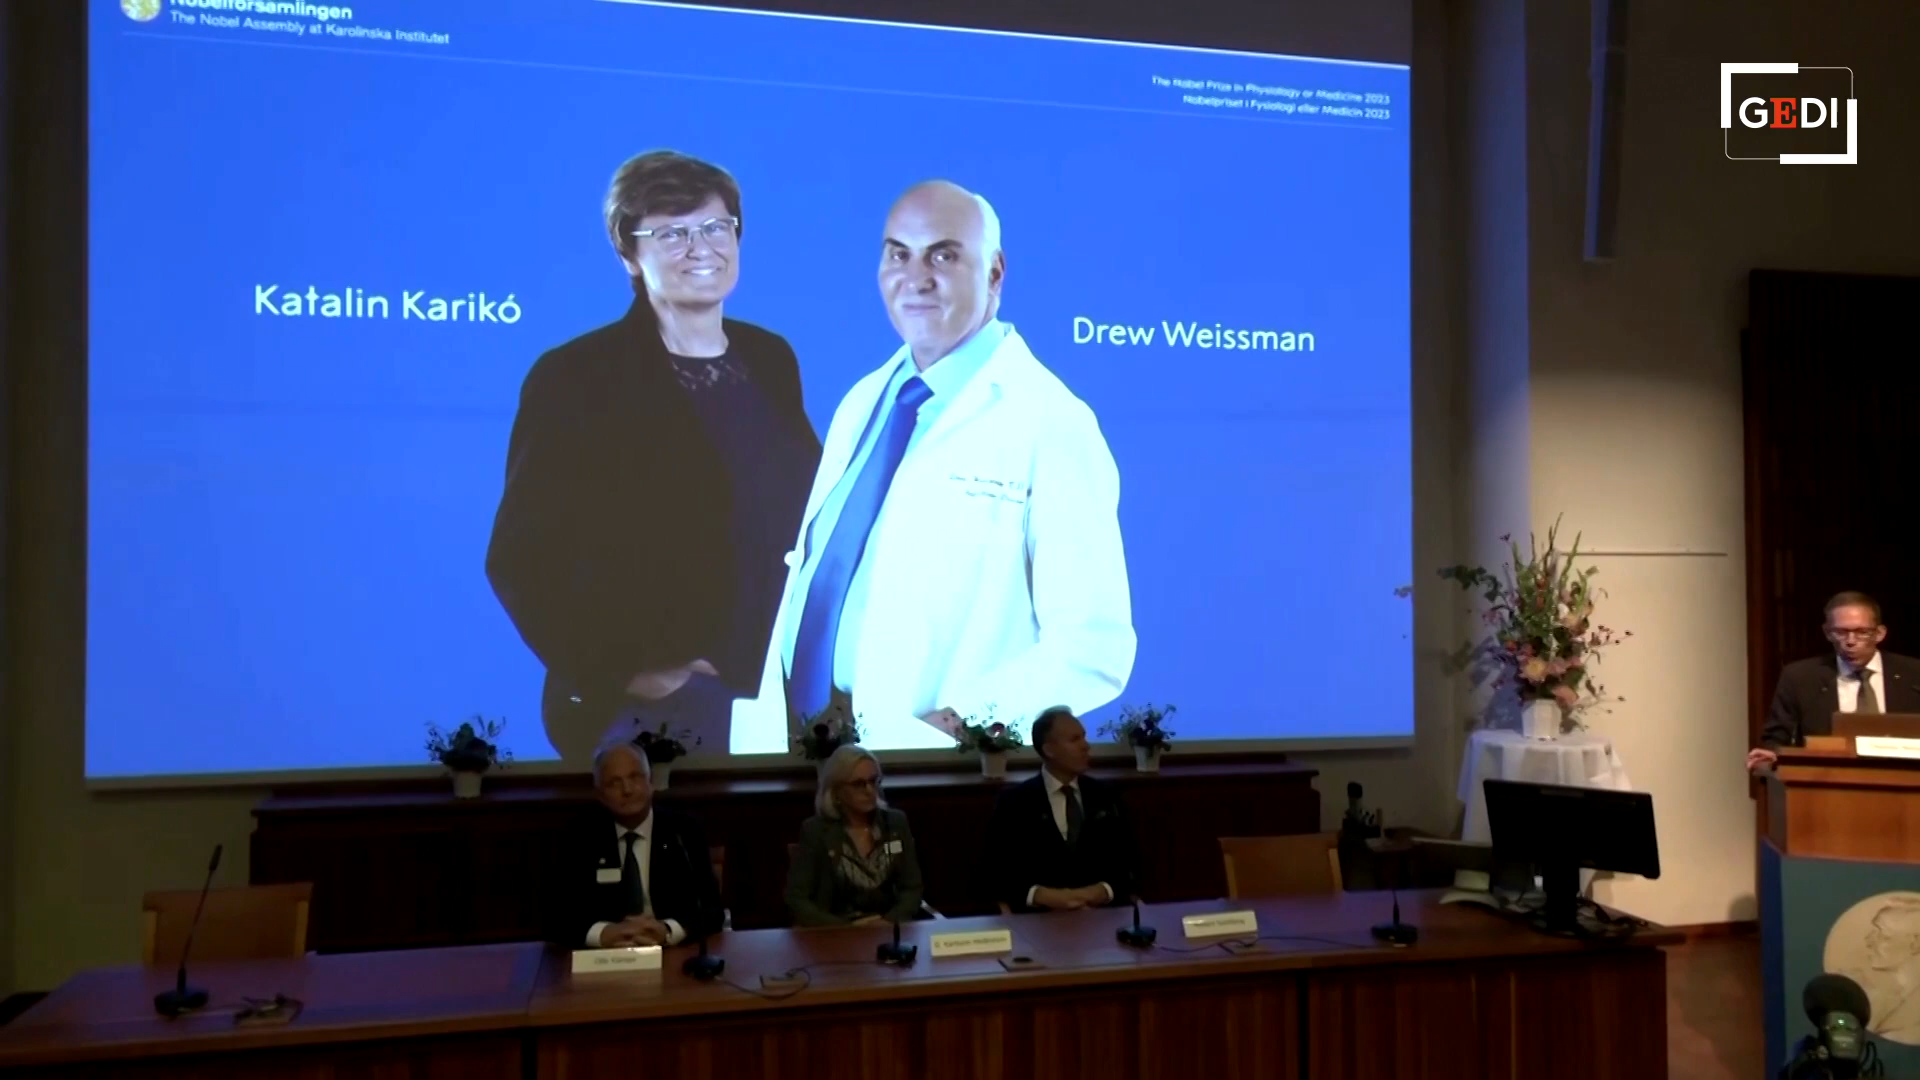 Nobelförsamlingen
The Nobel Assembly at Karolinska Institutet
The Nobel Prize in Physiology or Medicine 2023
Nobelpriset i Fysiologi eller Medicin 2023
GEDI
Katalin Karikó
Drew Weissman